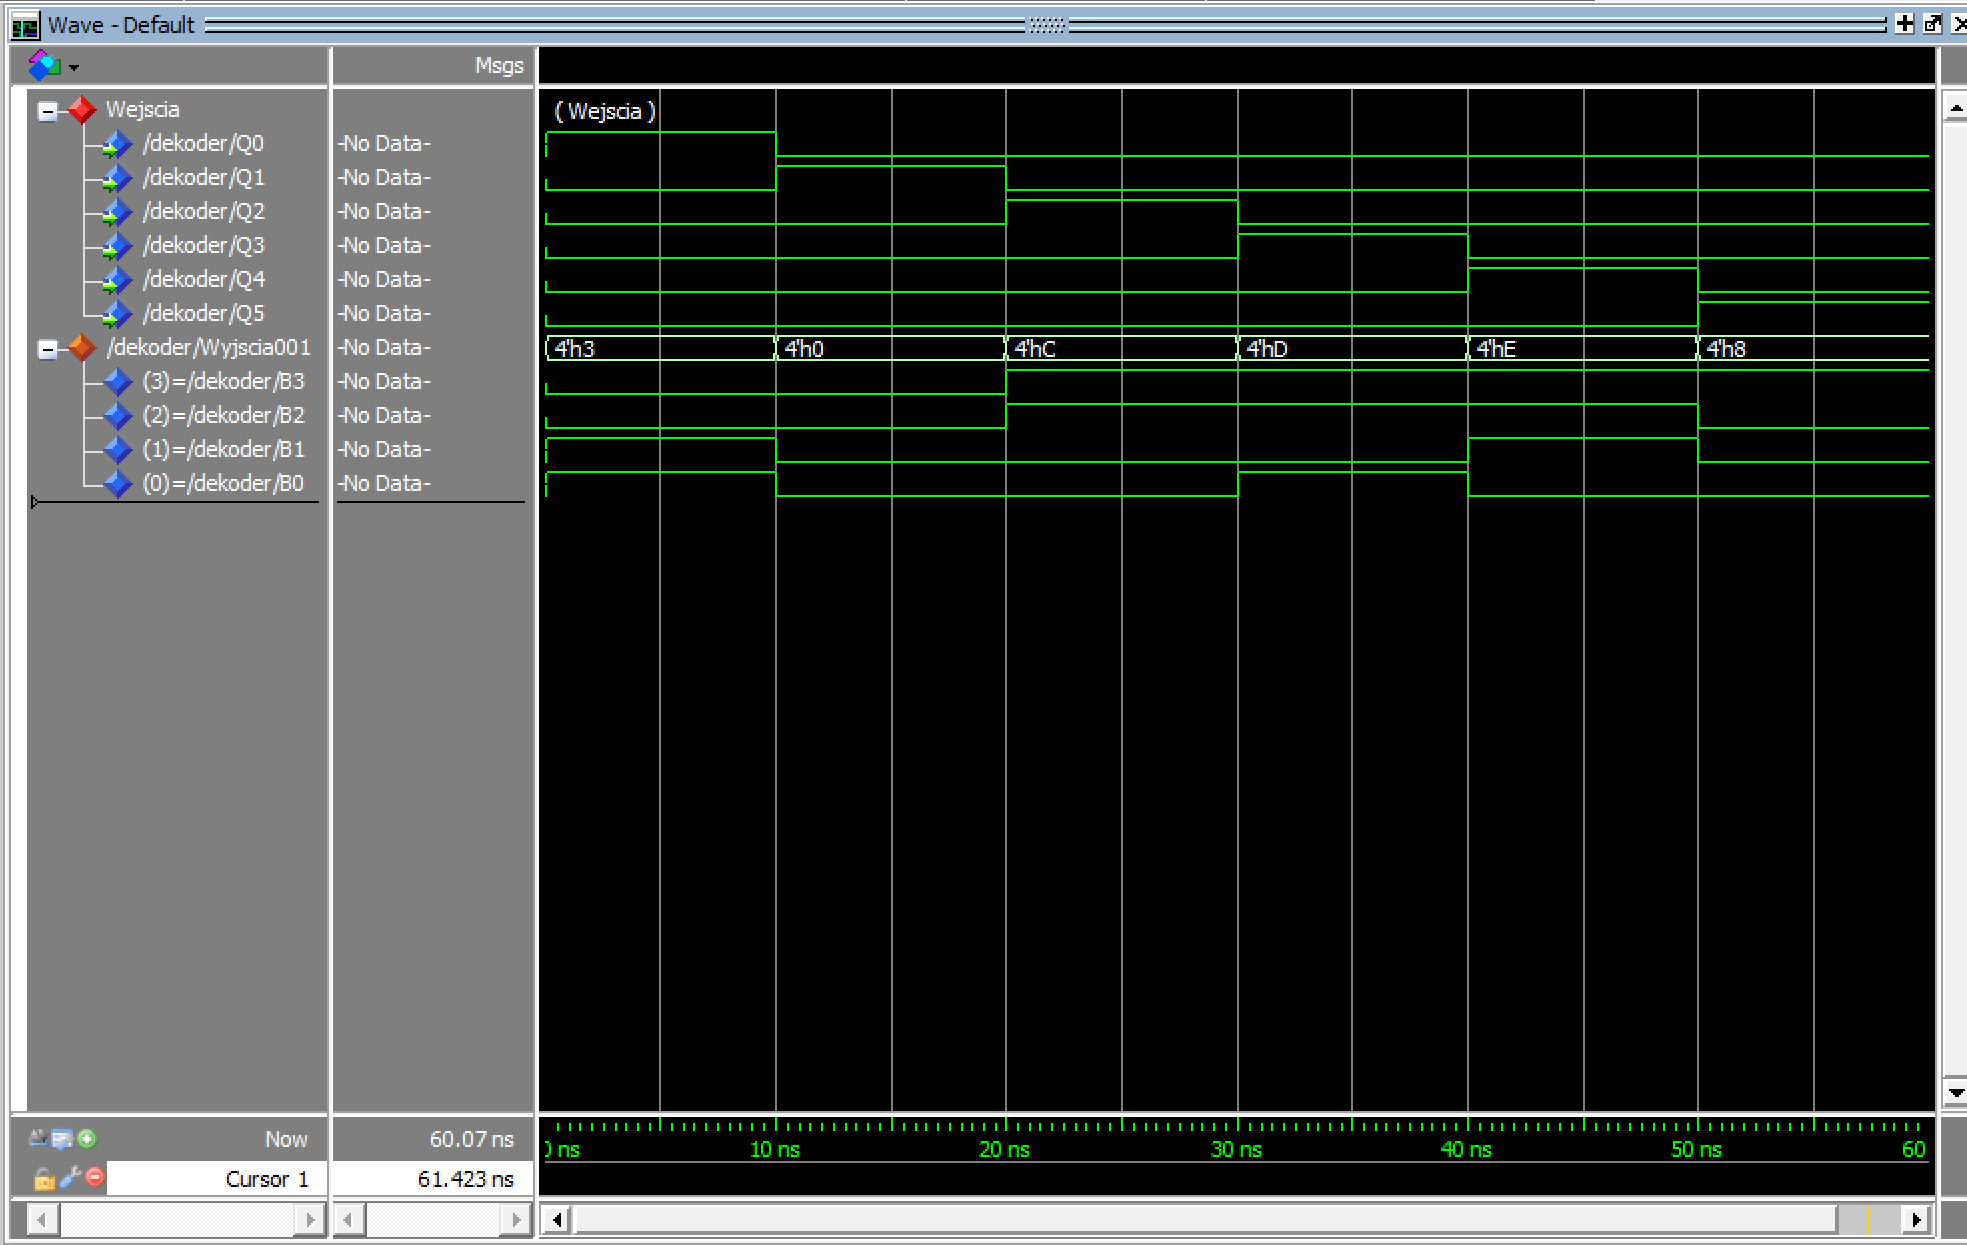 Wave - Default
Msgs
Wejscia
( Wejscia )
/dekoder/Q0 -No Data-
/dekoder/Q1 -No Data-
/dekoder/Q2 -No Data-
/dekoder/Q3 -No Data-
/dekoder/Q4 -No Data-
/dekoder/Q5 -No Data-
/dekoder/Wyjscia001 -No Data- 4'h3 4'h0 4'hC 4'hD 4'hE 4'h8
(3)=/dekoder/B3 -No Data-
(2)=/dekoder/B2 -No Data-
(1)=/dekoder/B1 -No Data-
(0)=/dekoder/B0 -No Data-
Now 60.07 ns 0 ns 10 ns 20 ns 30 ns 40 ns 50 ns 60
Cursor 1 61.423 ns